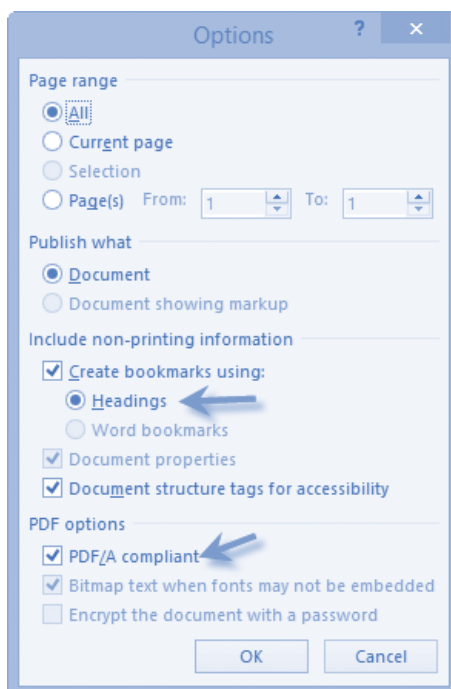 Options ? ×
Page range
All
Current page
Selection
Page(s) From: 1 To: 1
Publish what
Document
Document showing markup
Include non-printing information
Create bookmarks using:
Headings
Word bookmarks
Document properties
Document structure tags for accessibility
PDF options
PDF/A compliant
Bitmap text when fonts may not be embedded
Encrypt the document with a password
OK Cancel